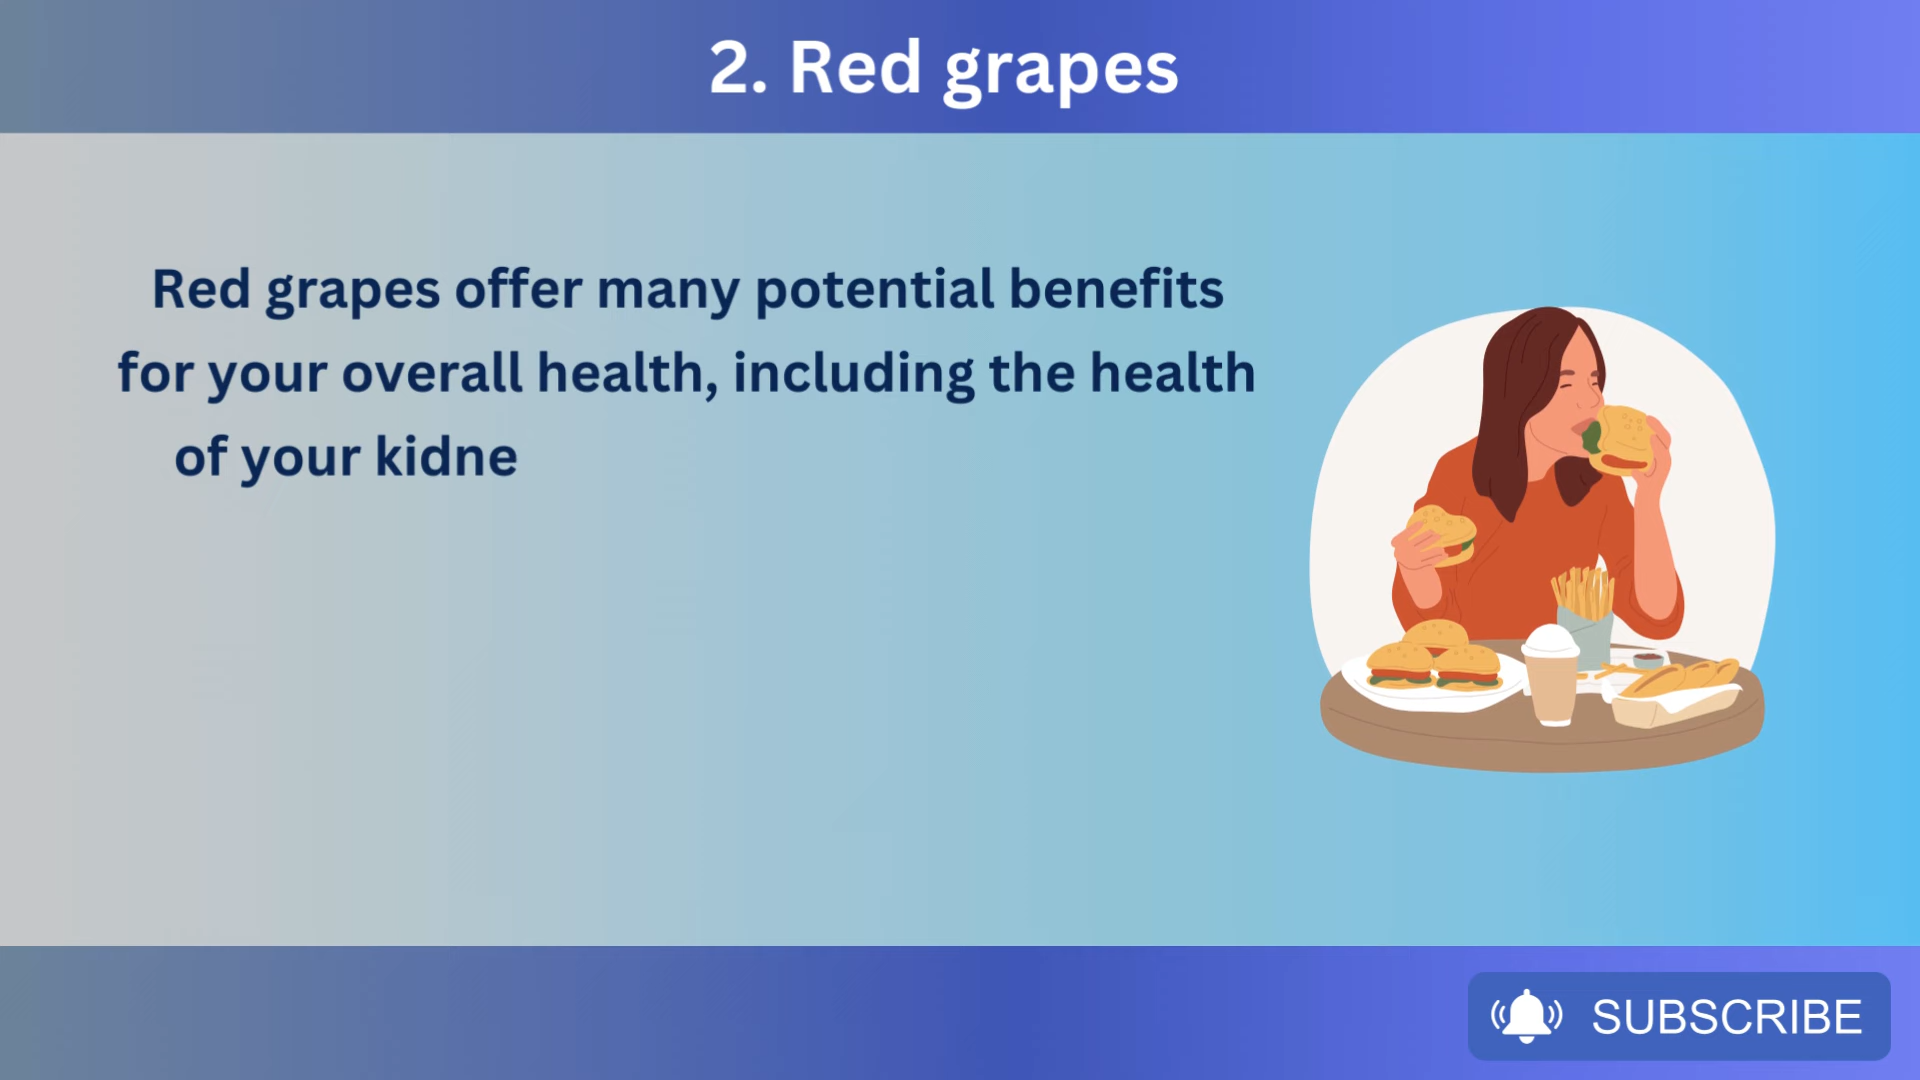 2. Red grapes
Red grapes offer many potential benefits
for your overall health, including the health
of your kidne
SUBSCRIBE